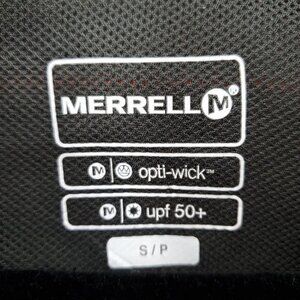 MERRELL M®
M opti-wick™
M upf 50+
S / P